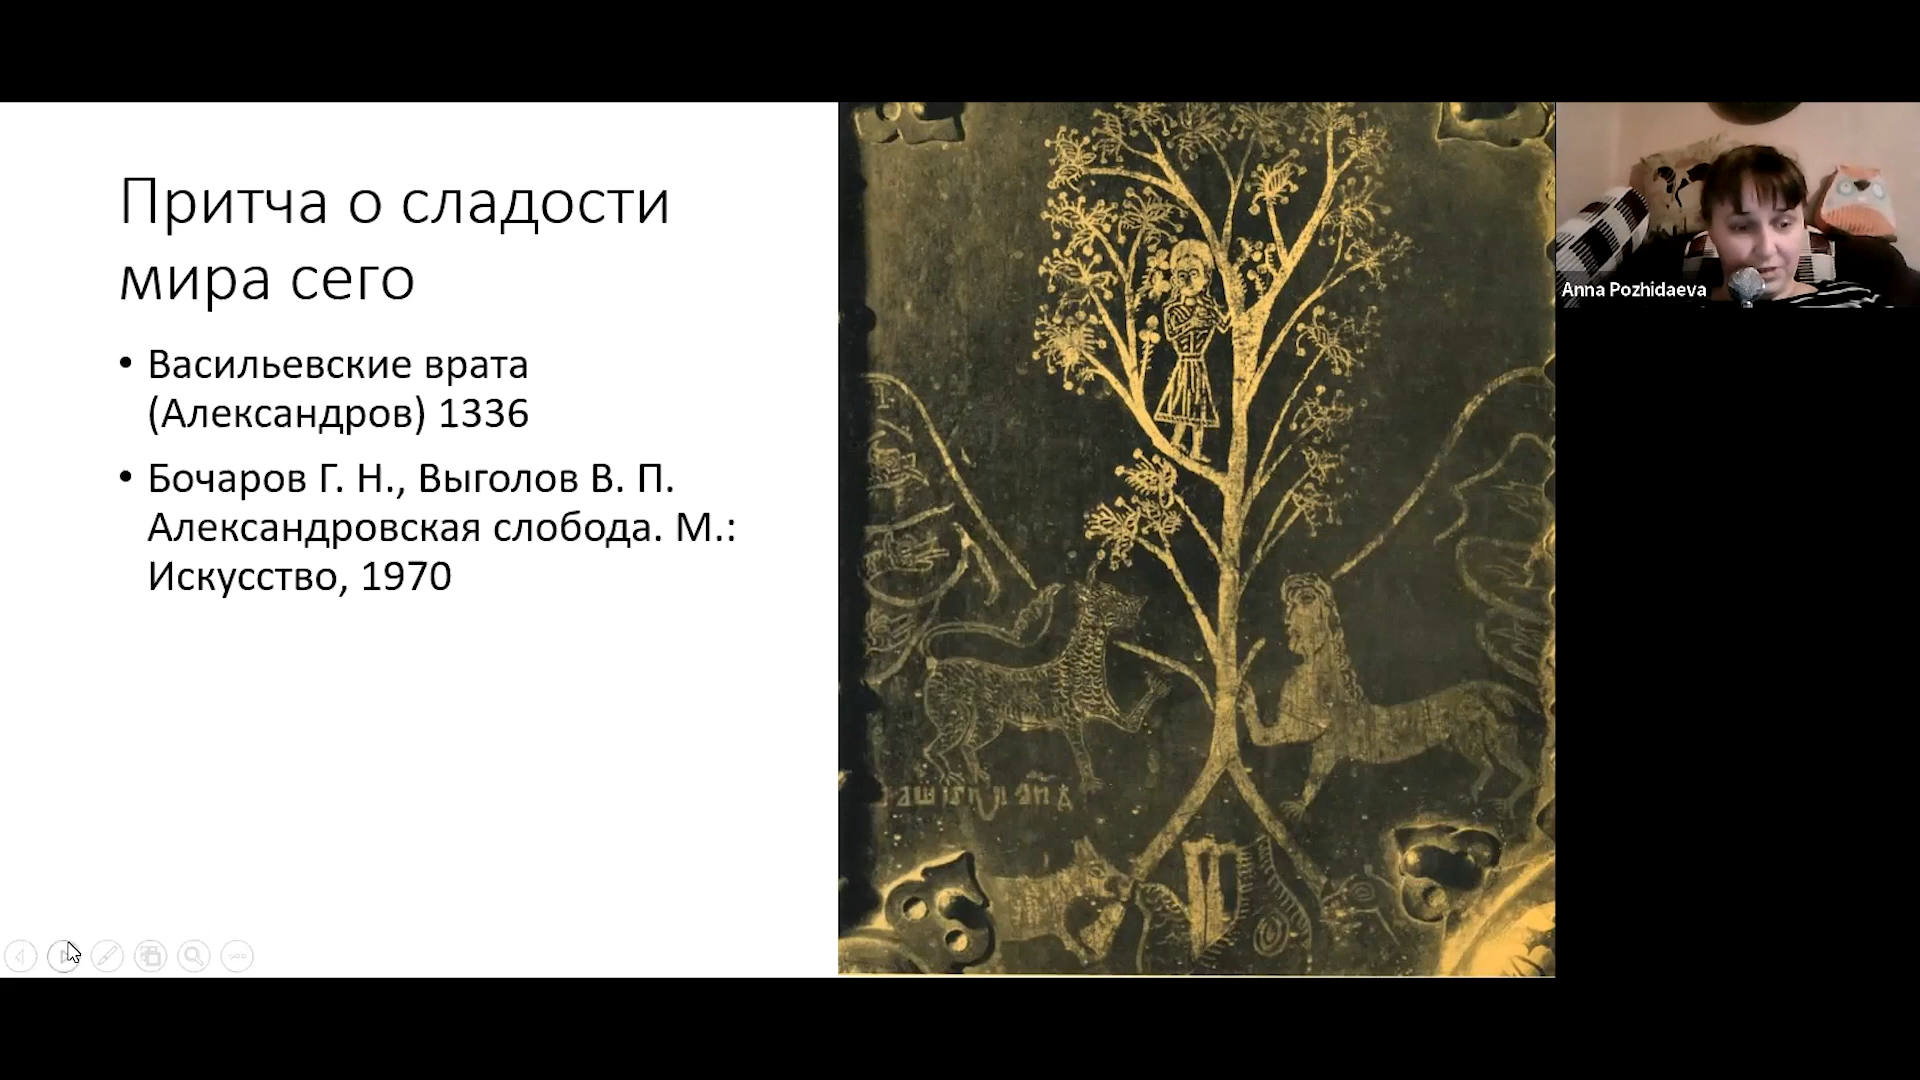 Притча о сладости
мира сего
• Васильевские врата
(Александров) 1336
• Бочаров Г. Н., Выголов В. П.
Александровская слобода. М.:
Искусство, 1970
Anna Pozhidaeva